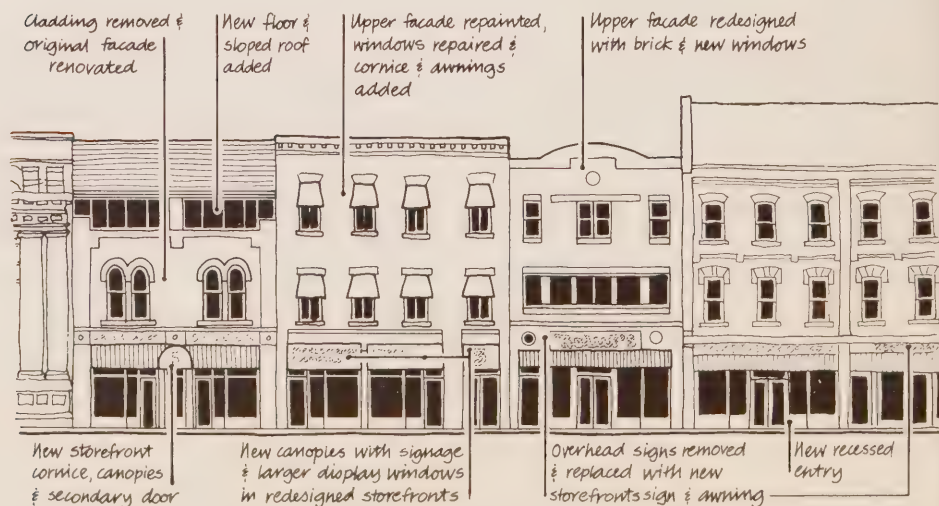 Cladding removed &
original facade
renovated
New floor &
sloped roof
added
Upper facade repainted,
windows repaired &
cornice & awnings
added
Upper facade redesigned
with brick & new windows
New storefront
cornice, canopies
& secondary door
New canopies with signage
& larger display windows
in redesigned storefronts
Overhead signs removed
& replaced with new
storefronts sign & awning
New recessed
entry